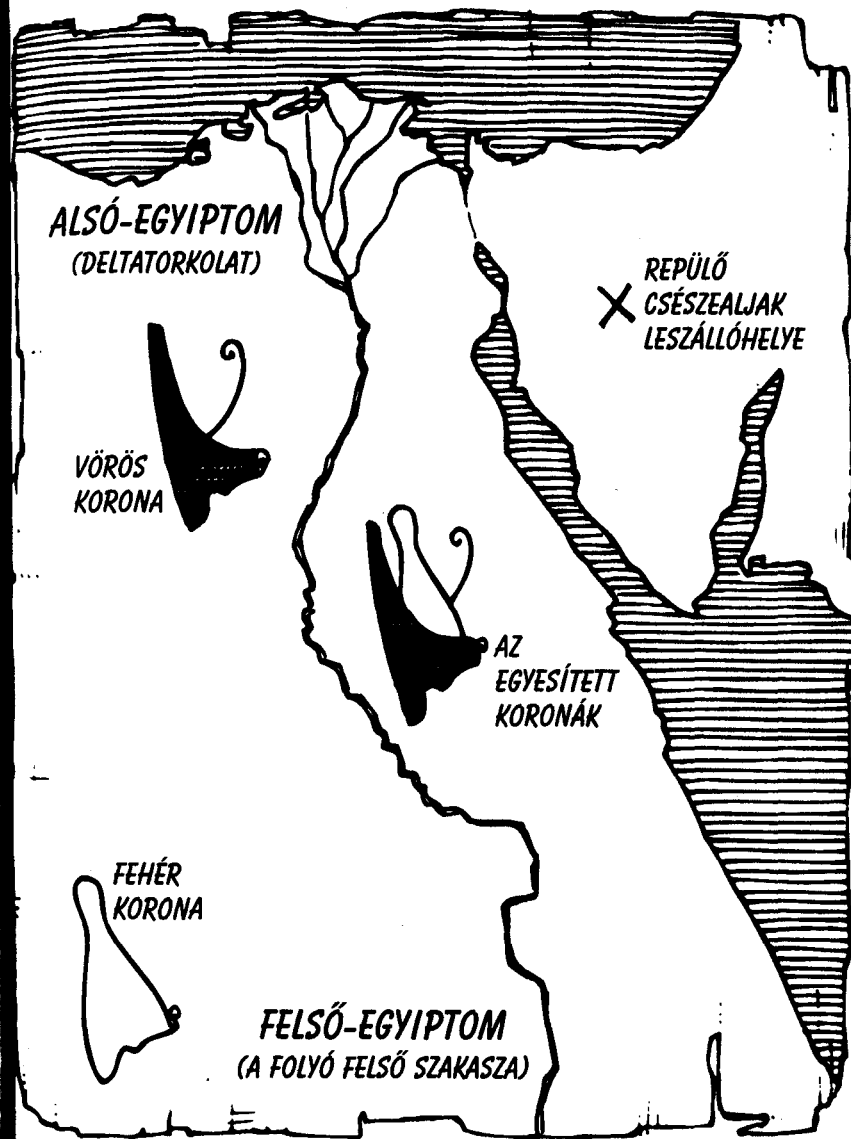 ALSÓ-EGYIPTOM
(DELTATORKOLAT)
REPÜLŐ
CSÉSZEALJAK
LESZÁLLÓHELYE
VÖRÖS
KORONA
AZ
EGYESÍTETT
KORONÁK
FEHÉR
KORONA
FELSŐ-EGYIPTOM
(A FOLYÓ FELSŐ SZAKASZA)